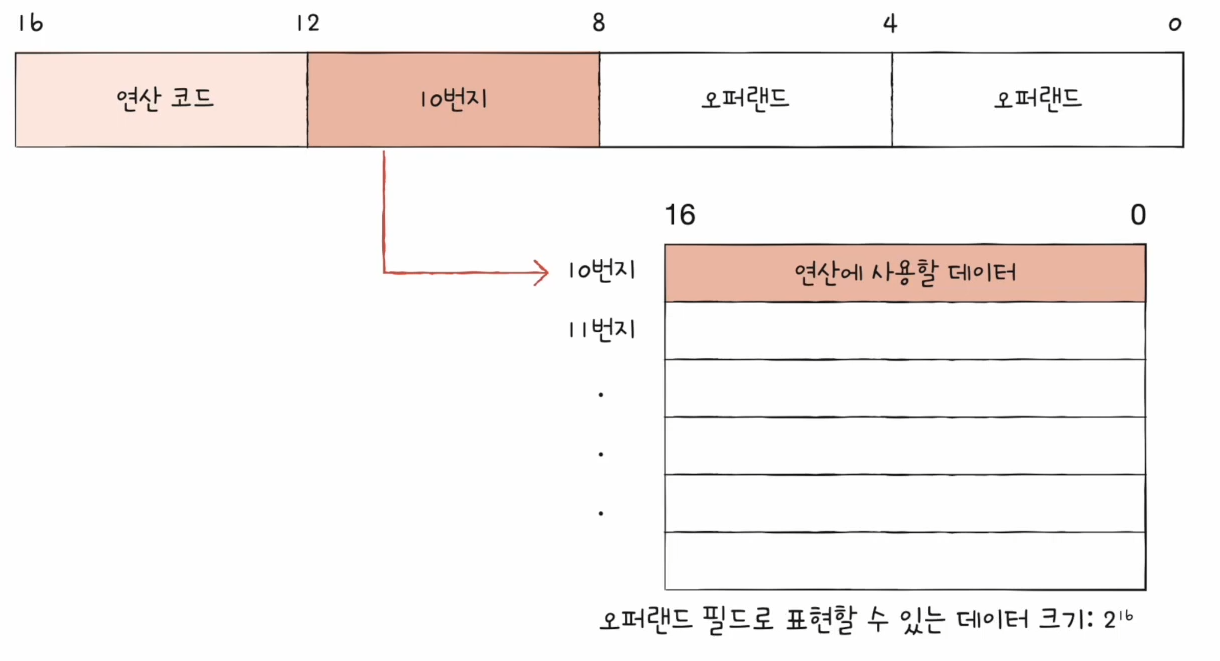 16 12 8 4 0
연산 코드 10번지 오퍼랜드 오퍼랜드
16 0
10번지 연산에 사용할 데이터
11번지
.
.
.
오퍼랜드 필드로 표현할 수 있는 데이터 크기: 2¹⁶